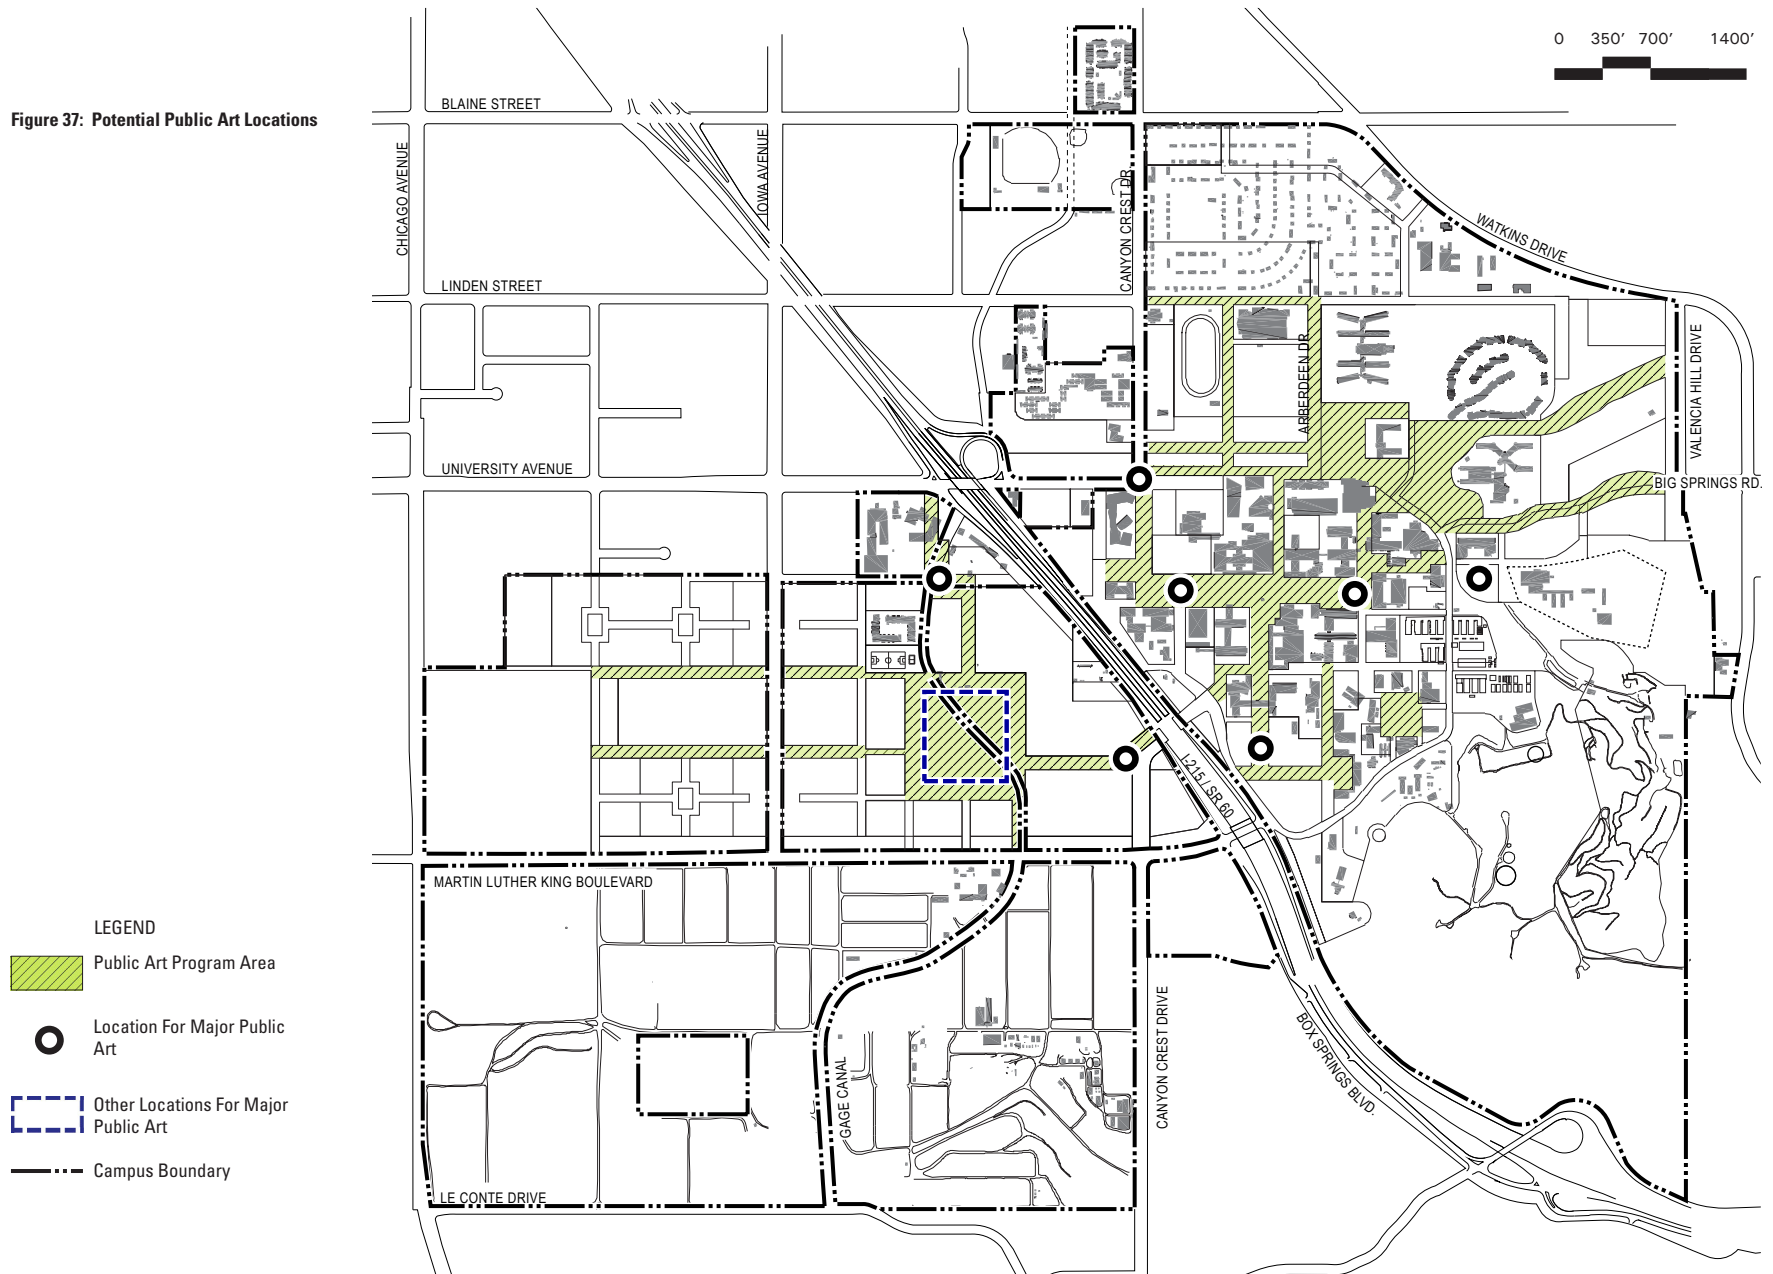 0 350’ 700’ 1400’
Figure 37: Potential Public Art Locations
BLAINE STREET
CHICAGO AVENUE
IOWA AVENUE
CANYON CREST DR.
WATKINS DRIVE
LINDEN STREET
ARBERDEEN DR.
VALENCIA HILL DRIVE
UNIVERSITY AVENUE
BIG SPRINGS RD.
I-215 / SR 60
MARTIN LUTHER KING BOULEVARD
LEGEND
Public Art Program Area
Location For Major Public
Art
Other Locations For Major
Public Art
Campus Boundary
GAGE CANAL
CANYON CREST DRIVE
BOX SPRINGS BLVD.
LE CONTE DRIVE